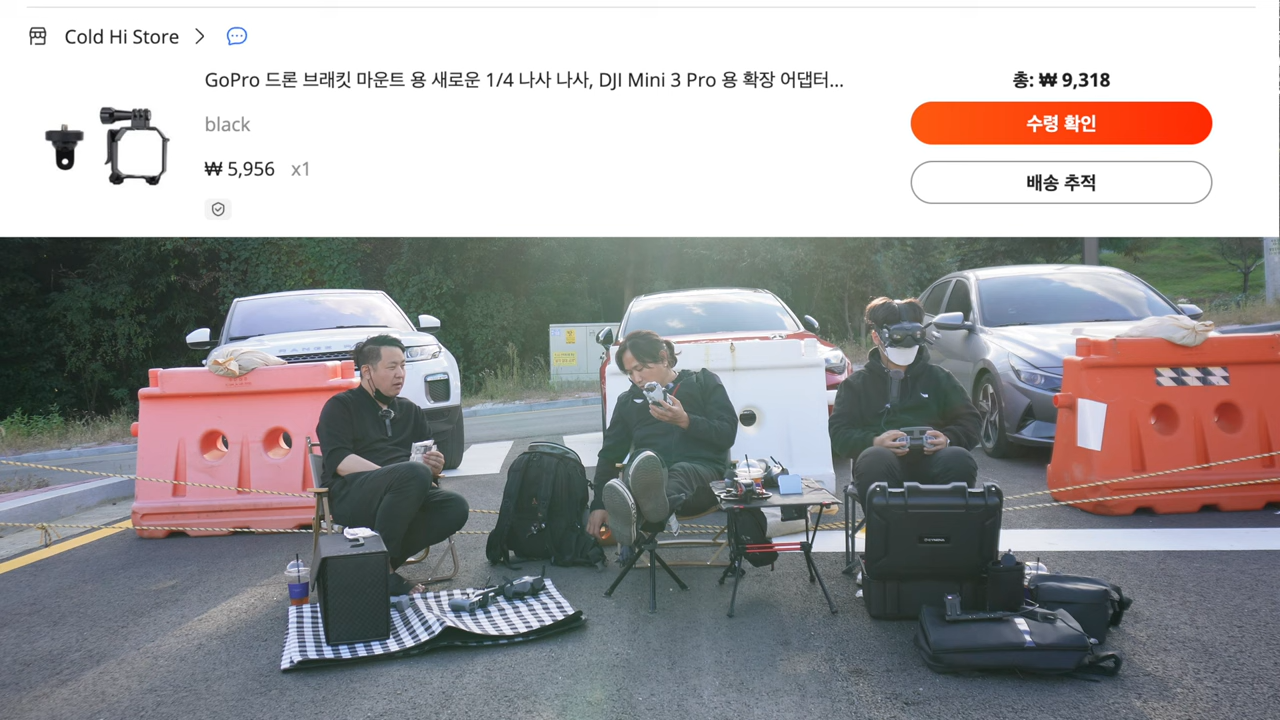 Cold Hi Store
GoPro 드론 브래킷 마운트 용 새로운 1/4 나사 나사, DJI Mini 3 Pro 용 확장 어댑터...
총: ₩ 9,318
black
수령 확인
₩ 5,956 x1
배송 추적